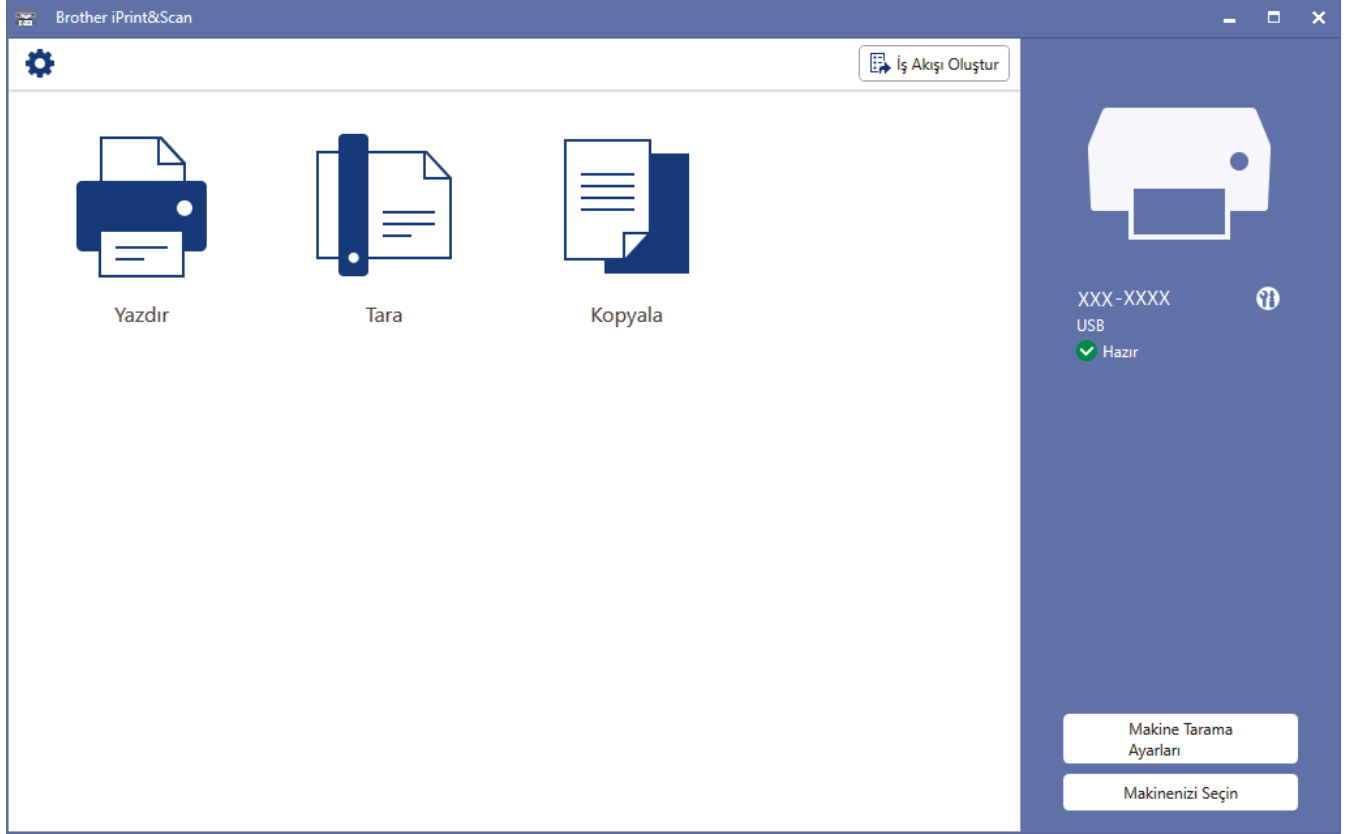 Brother iPrint&Scan
İş Akışı Oluştur
Yazdır
Tara
Kopyala
XXX-XXXX
USB
Hazır
Makine Tarama
Ayarları
Makinenizi Seçin